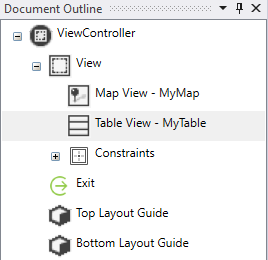 Document Outline
ViewController
View
Map View - MyMap
Table View - MyTable
Constraints
Exit
Top Layout Guide
Bottom Layout Guide